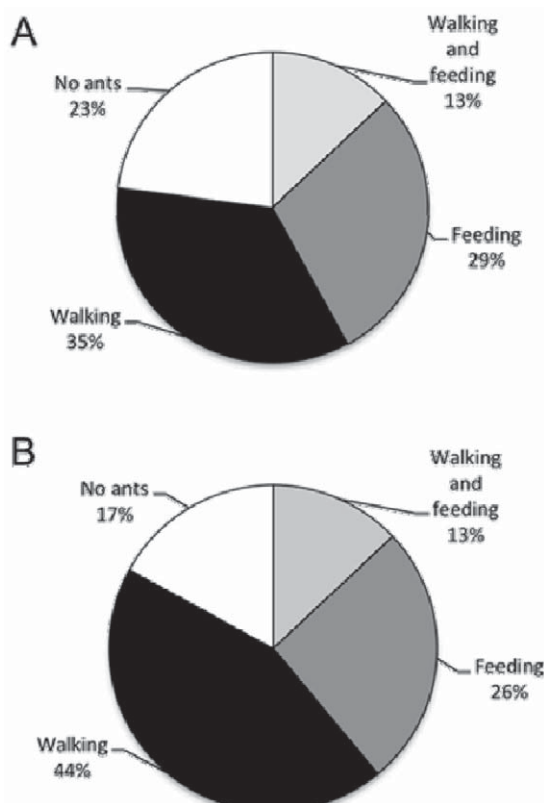 A
Walking
and
feeding
13%
No ants
23%
Feeding
29%
Walking
35%
B
Walking
and
feeding
13%
No ants
17%
Feeding
26%
Walking
44%